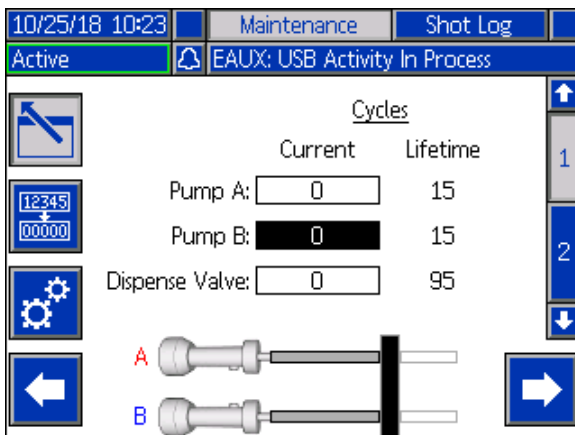 10/25/18 10:23 Maintenance Shot Log
Active EAUX: USB Activity In Process
Cycles
Current Lifetime
Pump A: 0 15
Pump B: 0 15
Dispense Valve: 0 95
12345
00000
1
2
A
B